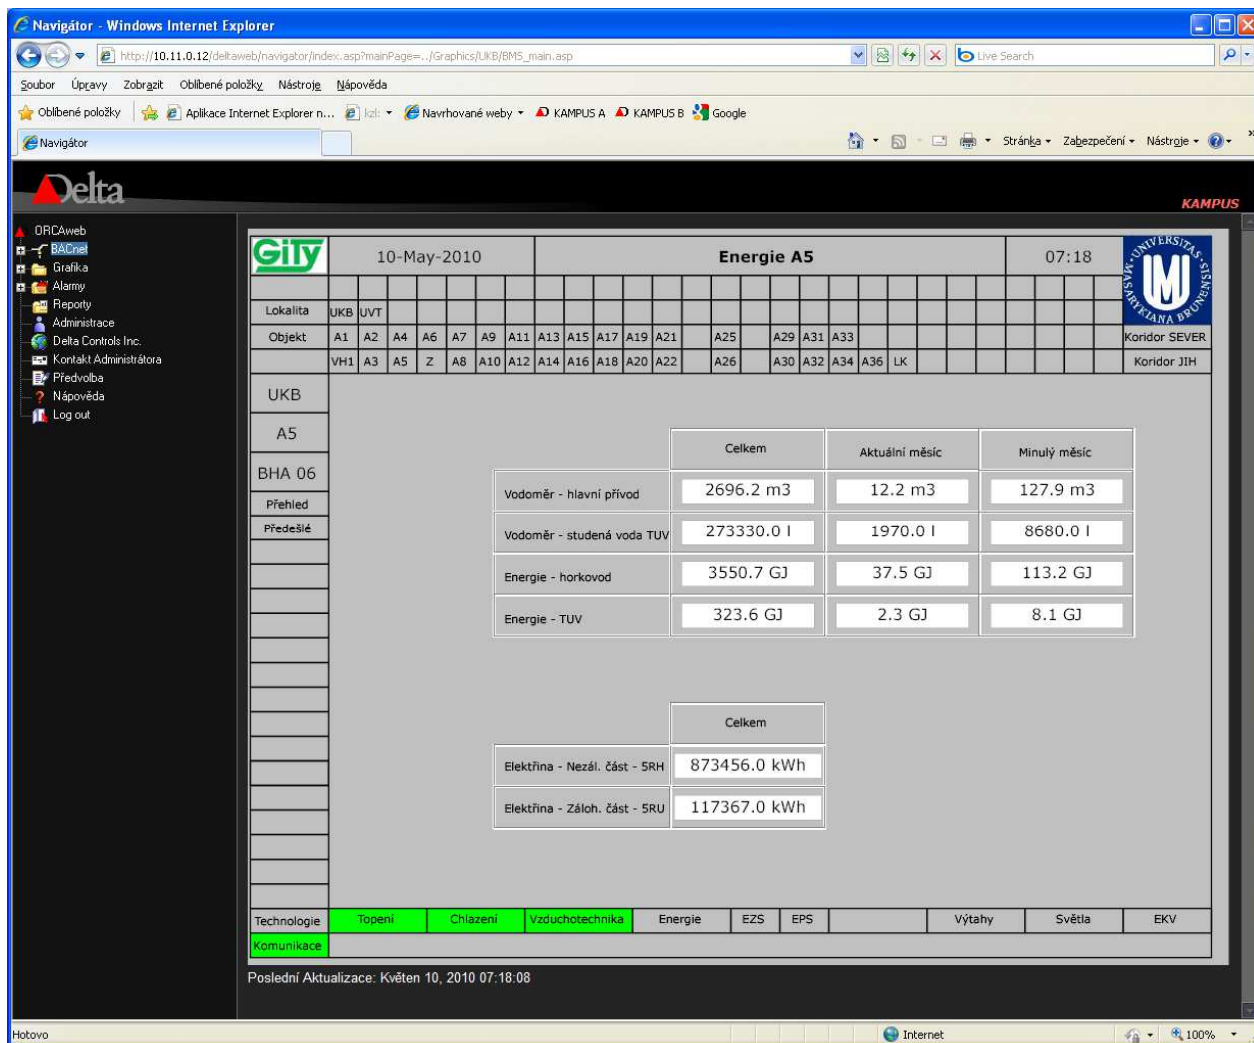 Navigátor - Windows Internet Explorer
http://10.11.0.12/deltaweb/navigator/index.asp?mainPage=../Graphics/UKB/BMS_main.asp
Live Search
Soubor Úpravy Zobrazit Oblíbené položky Nástroje Nápověda
Oblíbené položky Aplikace Internet Explorer n... kzl: Navrhované weby KAMPUS A KAMPUS B Google
Navigátor
Stránka Zabezpečení Nástroje
Delta
KAMPUS
ORCAweb
BACnet
Grafika
Alarmy
Reporty
Administrace
Delta Controls Inc.
Kontakt Administrátora
Předvolba
Nápověda
Log out
GiTy 10-May-2010 Energie A5 07:18
UNIVERSITAS MASARYKIANA BRUNENSIS
Lokalita UKB UVT
Objekt A1 A2 A4 A6 A7 A9 A11 A13 A15 A17 A19 A21 A25 A29 A31 A33 Koridor SEVER
VH1 A3 A5 Z A8 A10 A12 A14 A16 A18 A20 A22 A26 A30 A32 A34 A36 LK Koridor JIH
UKB
A5
BHA 06
Přehled
Předešlé
Celkem Aktuální měsíc Minulý měsíc
Vodoměr - hlavní přívod 2696.2 m3 12.2 m3 127.9 m3
Vodoměr - studená voda TUV 273330.0 l 1970.0 l 8680.0 l
Energie - horkovod 3550.7 GJ 37.5 GJ 113.2 GJ
Energie - TUV 323.6 GJ 2.3 GJ 8.1 GJ
Celkem
Elektřina - Nezál. část - 5RH 873456.0 kWh
Elektřina - Záloh. část - 5RU 117367.0 kWh
Technologie Topení Chlazení Vzduchotechnika Energie EZS EPS Výtahy Světla EKV
Komunikace
Poslední Aktualizace: Květen 10, 2010 07:18:08
Hotovo Internet 100%